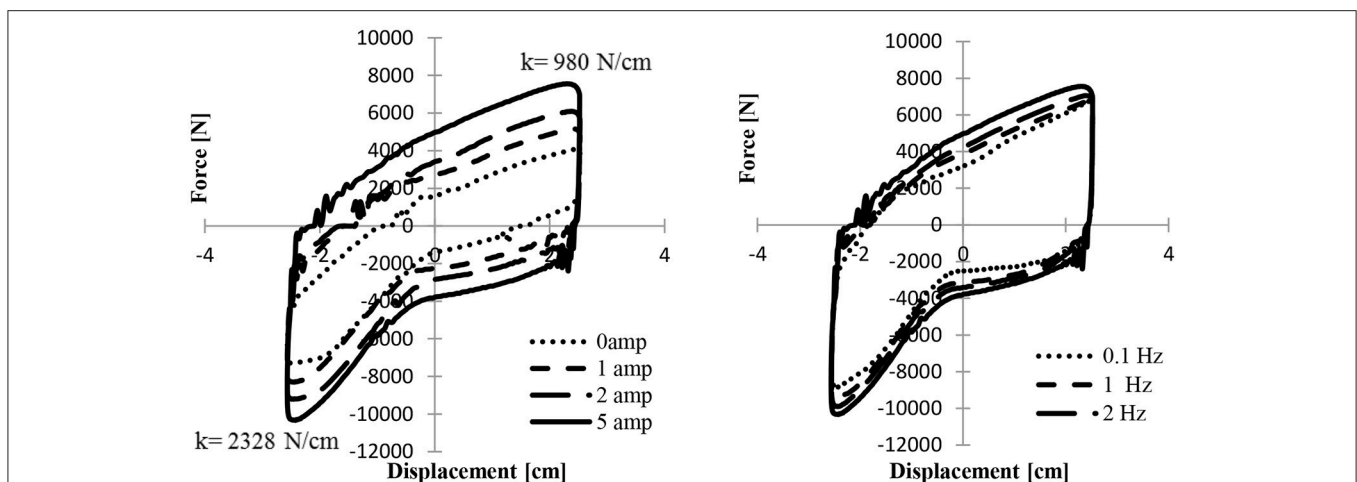 10000
8000
6000
4000
2000
0
-2000
-4000
-6000
-8000
-10000
-12000
-4
-2
0
2
4
Force [N]
Displacement [cm]
k= 980 N/cm
k= 2328 N/cm
0amp
1 amp
2 amp
5 amp
10000
8000
6000
4000
2000
0
-2000
-4000
-6000
-8000
-10000
-12000
-4
-2
0
2
4
Force [N]
Displacement [cm]
0.1 Hz
1 Hz
2 Hz